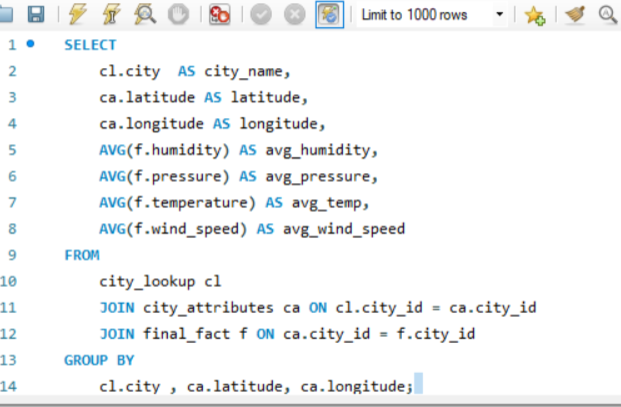 Limit to 1000 rows
1 SELECT
2 cl.city AS city_name,
3 ca.latitude AS latitude,
4 ca.longitude AS longitude,
5 AVG(f.humidity) AS avg_humidity,
6 AVG(f.pressure) AS avg_pressure,
7 AVG(f.temperature) AS avg_temp,
8 AVG(f.wind_speed) AS avg_wind_speed
9 FROM
10 city_lookup cl
11 JOIN city_attributes ca ON cl.city_id = ca.city_id
12 JOIN final_fact f ON ca.city_id = f.city_id
13 GROUP BY
14 cl.city , ca.latitude, ca.longitude;